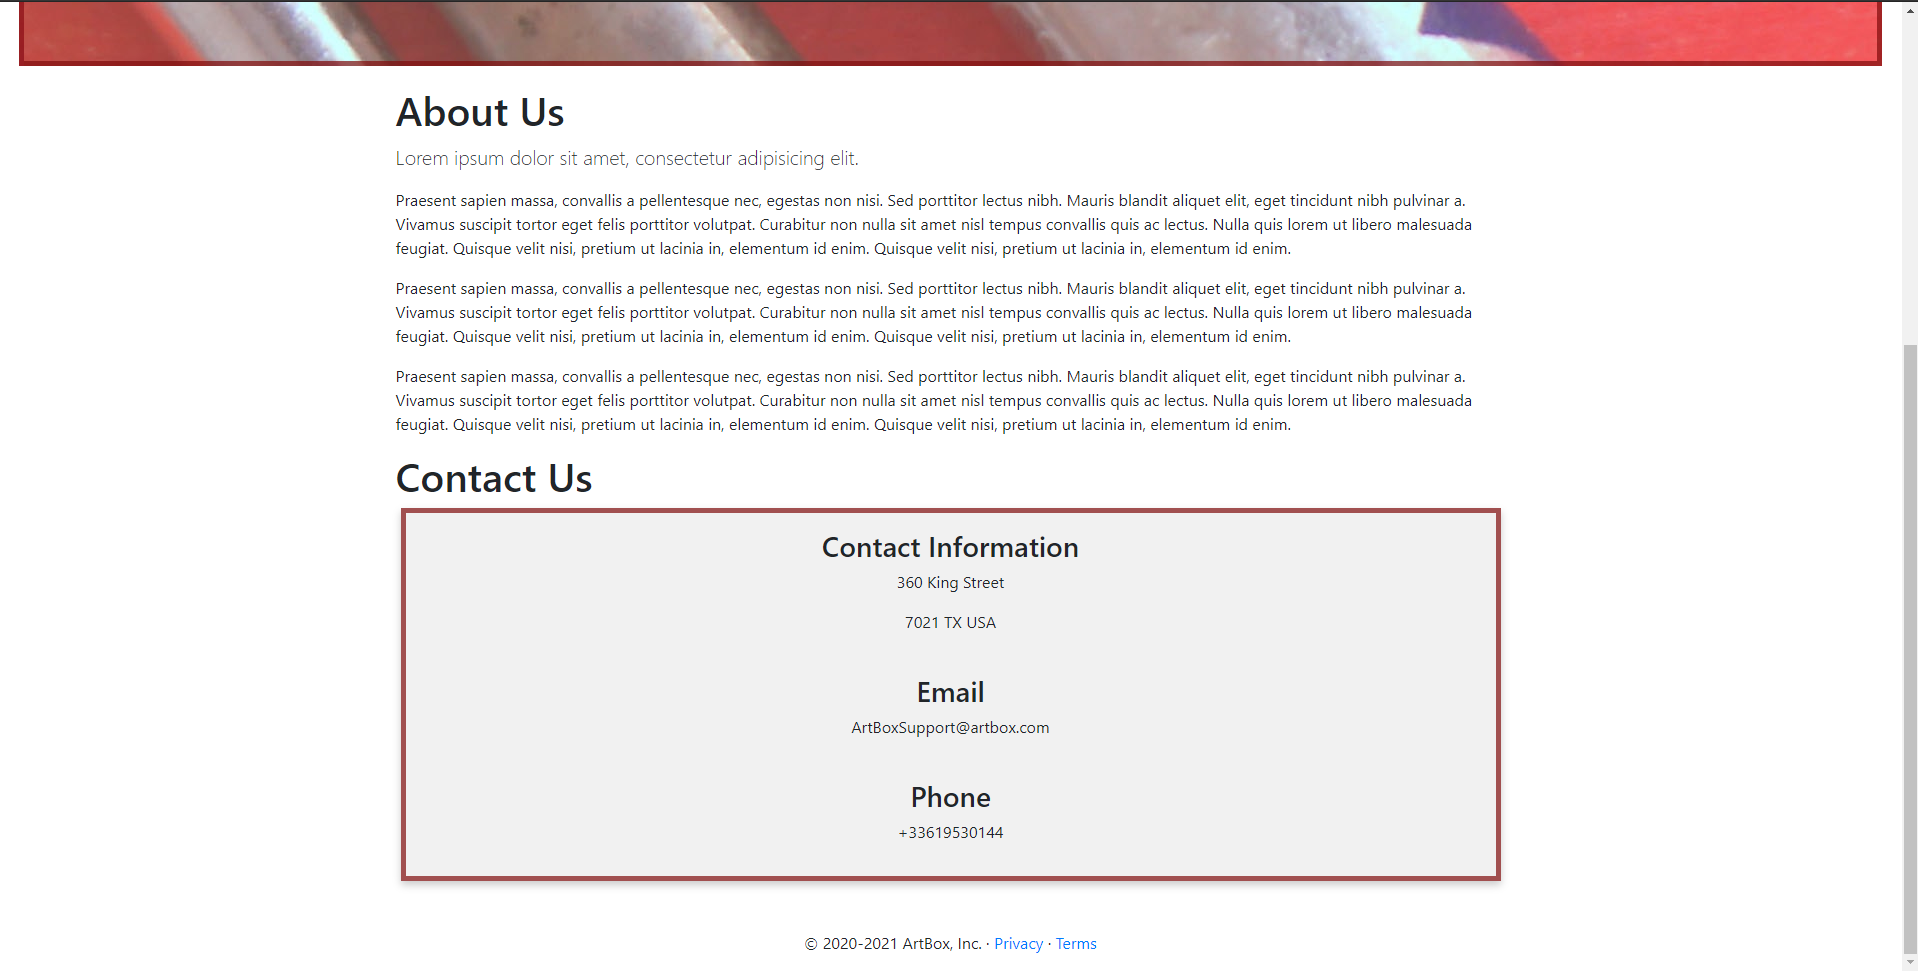 About Us
Lorem ipsum dolor sit amet, consectetur adipisicing elit.
Praesent sapien massa, convallis a pellentesque nec, egestas non nisi. Sed porttitor lectus nibh. Mauris blandit aliquet elit, eget tincidunt nibh pulvinar a.
Vivamus suscipit tortor eget felis porttitor volutpat. Curabitur non nulla sit amet nisl tempus convallis quis ac lectus. Nulla quis lorem ut libero malesuada
feugiat. Quisque velit nisi, pretium ut lacinia in, elementum id enim. Quisque velit nisi, pretium ut lacinia in, elementum id enim.
Praesent sapien massa, convallis a pellentesque nec, egestas non nisi. Sed porttitor lectus nibh. Mauris blandit aliquet elit, eget tincidunt nibh pulvinar a.
Vivamus suscipit tortor eget felis porttitor volutpat. Curabitur non nulla sit amet nisl tempus convallis quis ac lectus. Nulla quis lorem ut libero malesuada
feugiat. Quisque velit nisi, pretium ut lacinia in, elementum id enim. Quisque velit nisi, pretium ut lacinia in, elementum id enim.
Praesent sapien massa, convallis a pellentesque nec, egestas non nisi. Sed porttitor lectus nibh. Mauris blandit aliquet elit, eget tincidunt nibh pulvinar a.
Vivamus suscipit tortor eget felis porttitor volutpat. Curabitur non nulla sit amet nisl tempus convallis quis ac lectus. Nulla quis lorem ut libero malesuada
feugiat. Quisque velit nisi, pretium ut lacinia in, elementum id enim. Quisque velit nisi, pretium ut lacinia in, elementum id enim.
Contact Us
Contact Information
360 King Street
7021 TX USA
Email
ArtBoxSupport@artbox.com
Phone
+33619530144
© 2020-2021 ArtBox, Inc. · Privacy · Terms